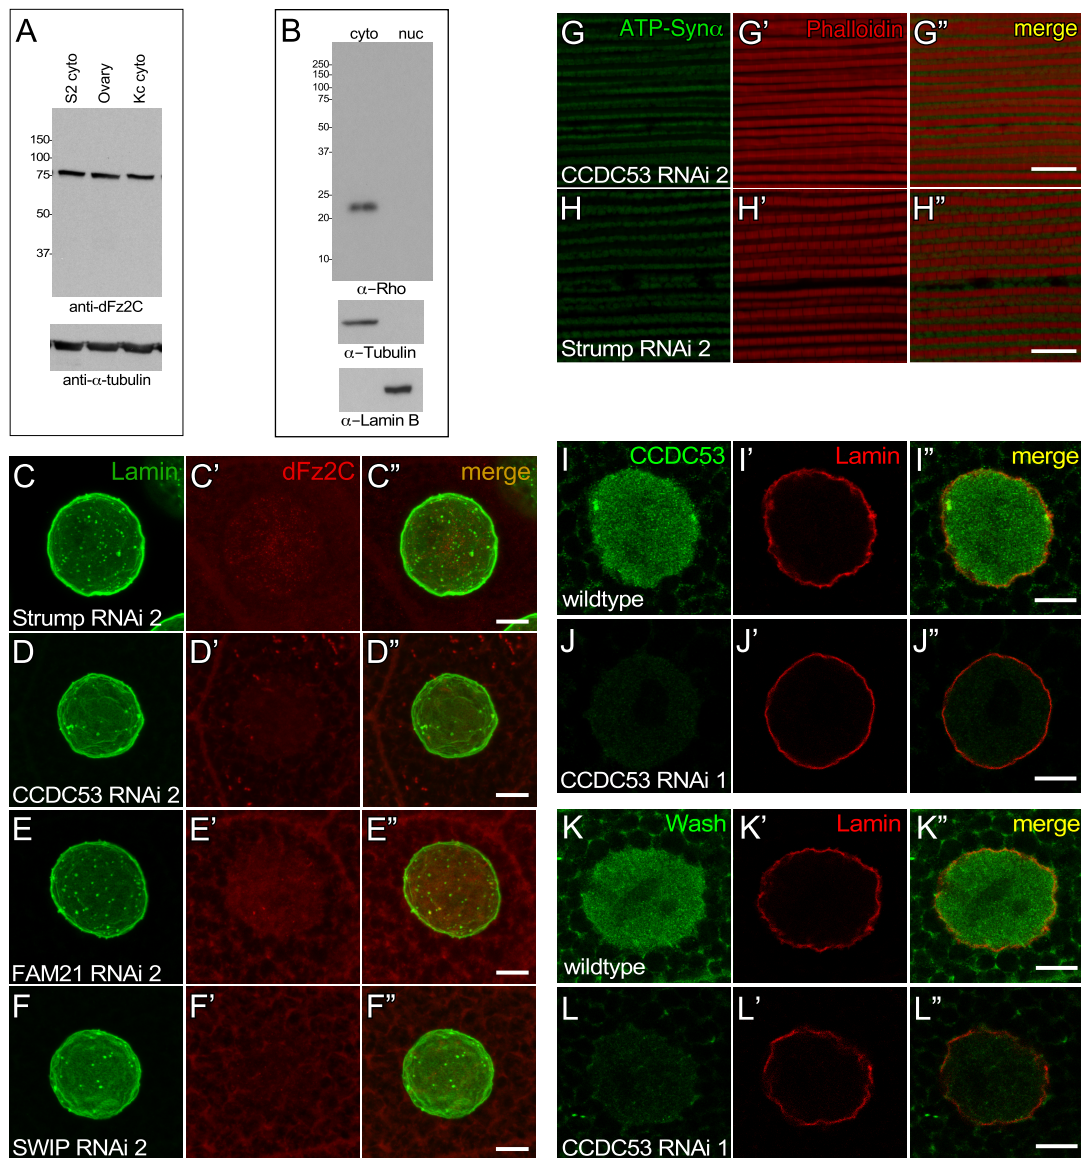 A
S2 cyto
Ovary
Kc cyto
150
100
75
50
37
anti-dFz2C
anti-α-tubulin
B
cyto nuc
250
150
100
75
50
37
25
20
10
α–Rho
α–Tubulin
α–Lamin B
C Lamin C’ dFz2C C” merge
Strump RNAi 2
D D’ D”
CCDC53 RNAi 2
E E’ E”
FAM21 RNAi 2
F F’ F”
SWIP RNAi 2
G ATP-Synα G’ Phalloidin G” merge
CCDC53 RNAi 2
H H’ H”
Strump RNAi 2
I CCDC53 I’ Lamin I” merge
wildtype
J J’ J”
CCDC53 RNAi 1
K Wash K’ Lamin K” merge
wildtype
L L’ L”
CCDC53 RNAi 1